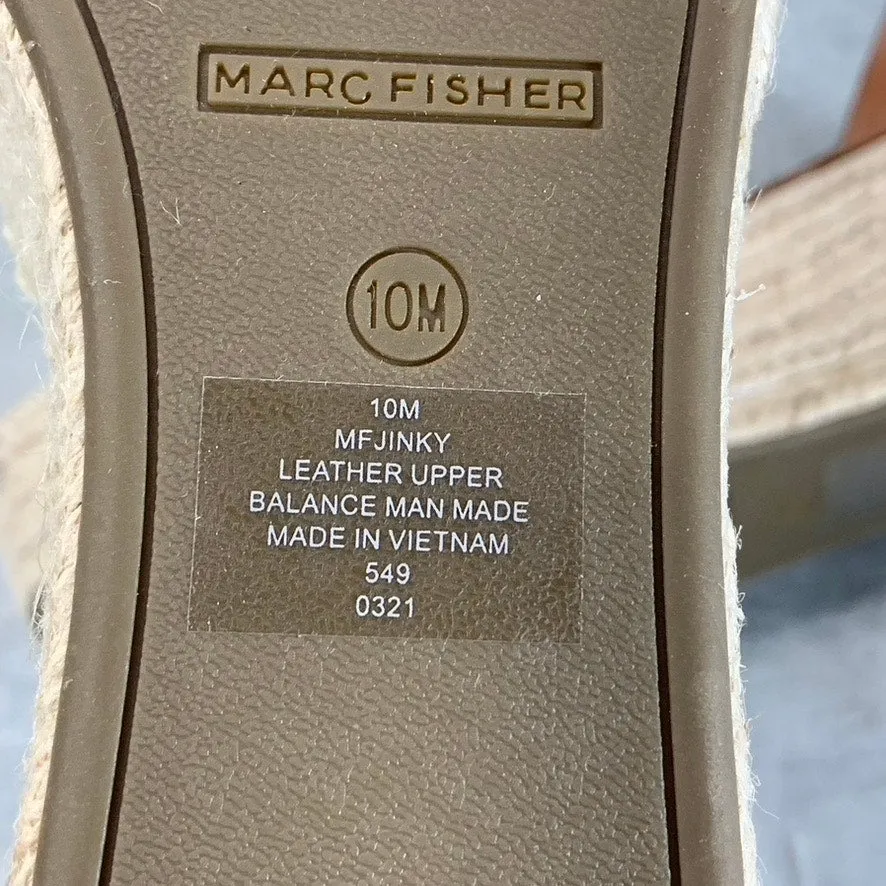 MARC FISHER
10M
10M
MFJINKY
LEATHER UPPER
BALANCE MAN MADE
MADE IN VIETNAM
549
0321